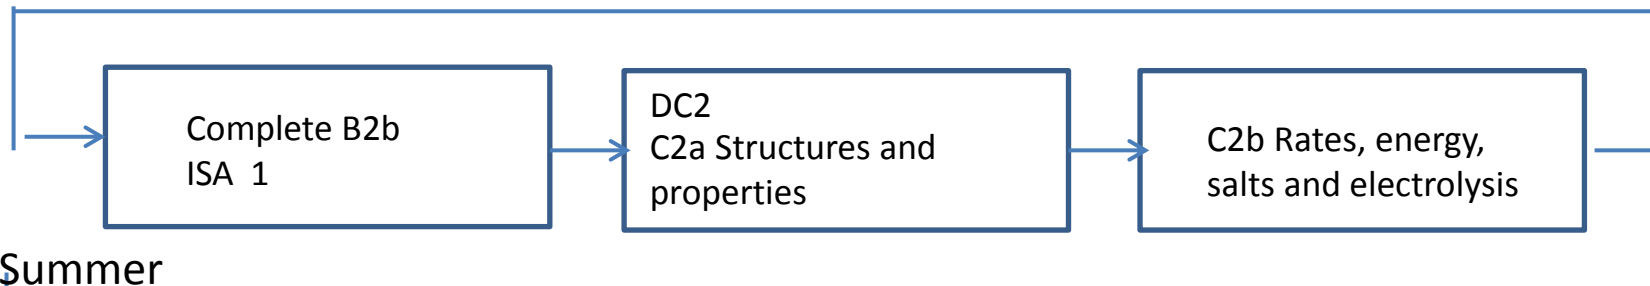 Complete B2b
ISA  1
DC2
C2a Structures and
properties
C2b Rates, energy,
salts and electrolysis
Summer